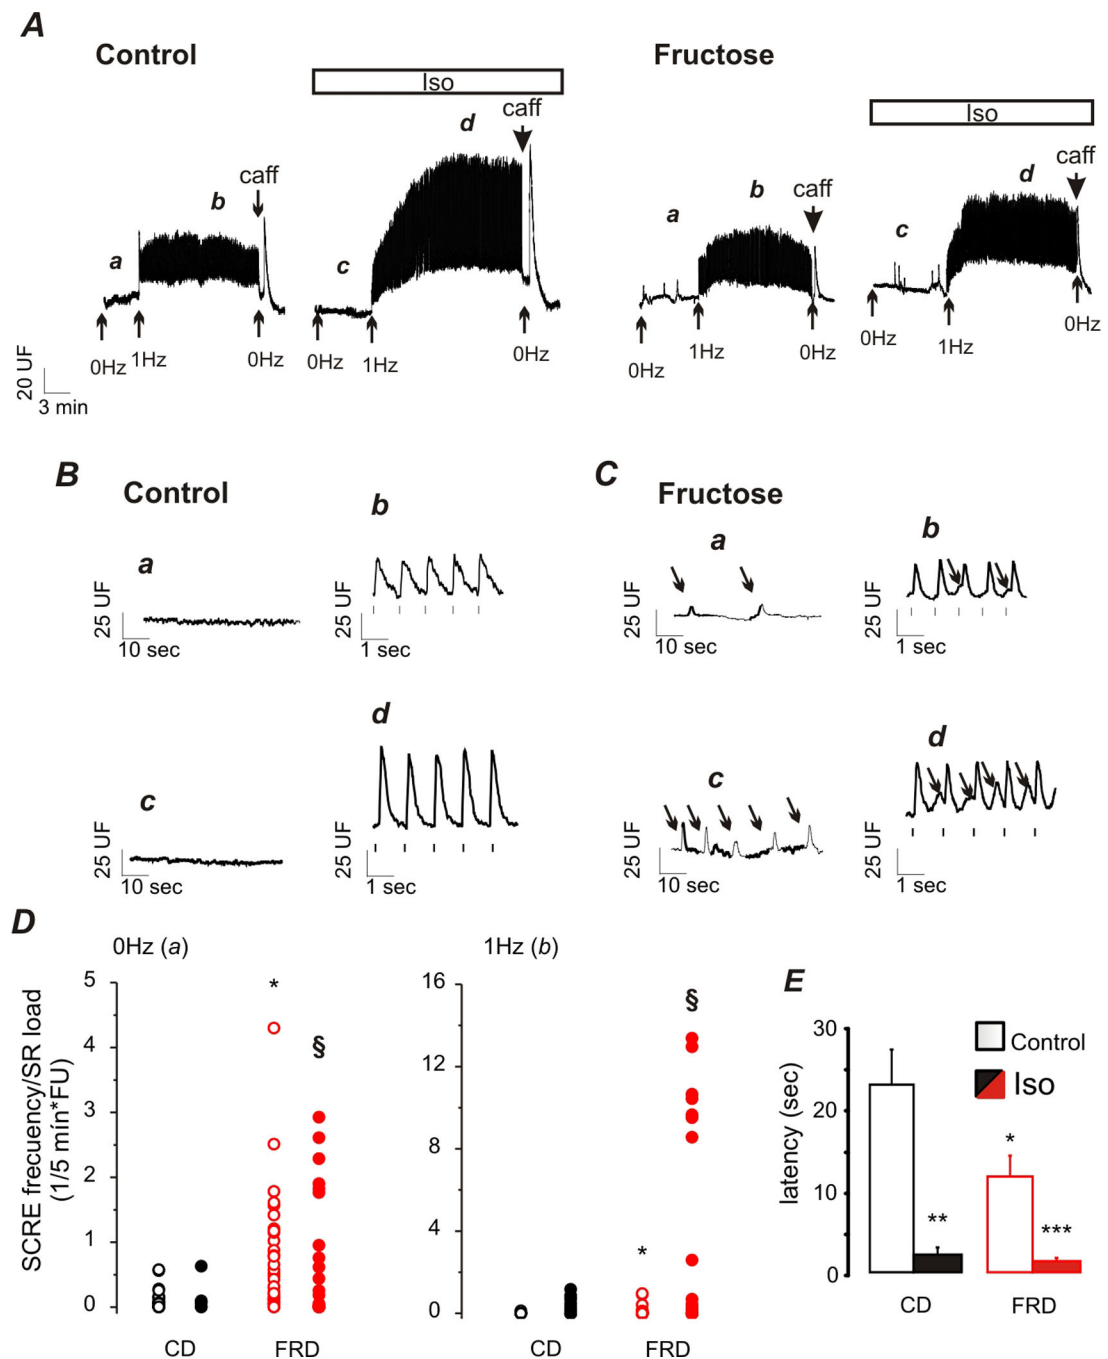 A
Control
Fructose
Iso
Iso
caff
d
caff
b
a
c
caff
b
a
d
caff
c
0Hz
1Hz
0Hz
0Hz
1Hz
0Hz
0Hz
1Hz
0Hz
0Hz
1Hz
0Hz
20 UF
3 min
B
Control
C
Fructose
a
25 UF
10 sec
b
25 UF
1 sec
a
25 UF
10 sec
b
25 UF
1 sec
c
25 UF
10 sec
d
25 UF
1 sec
c
25 UF
10 sec
d
25 UF
1 sec
D
0Hz (a)
SCRE frecuency/SR load
(1/5 min*FU)
5
4
3
2
1
0
*
§
CD
FRD
1Hz (b)
16
12
8
4
0
*
§
CD
FRD
E
latency (sec)
30
20
10
0
Control
Iso
**
*
***
CD
FRD